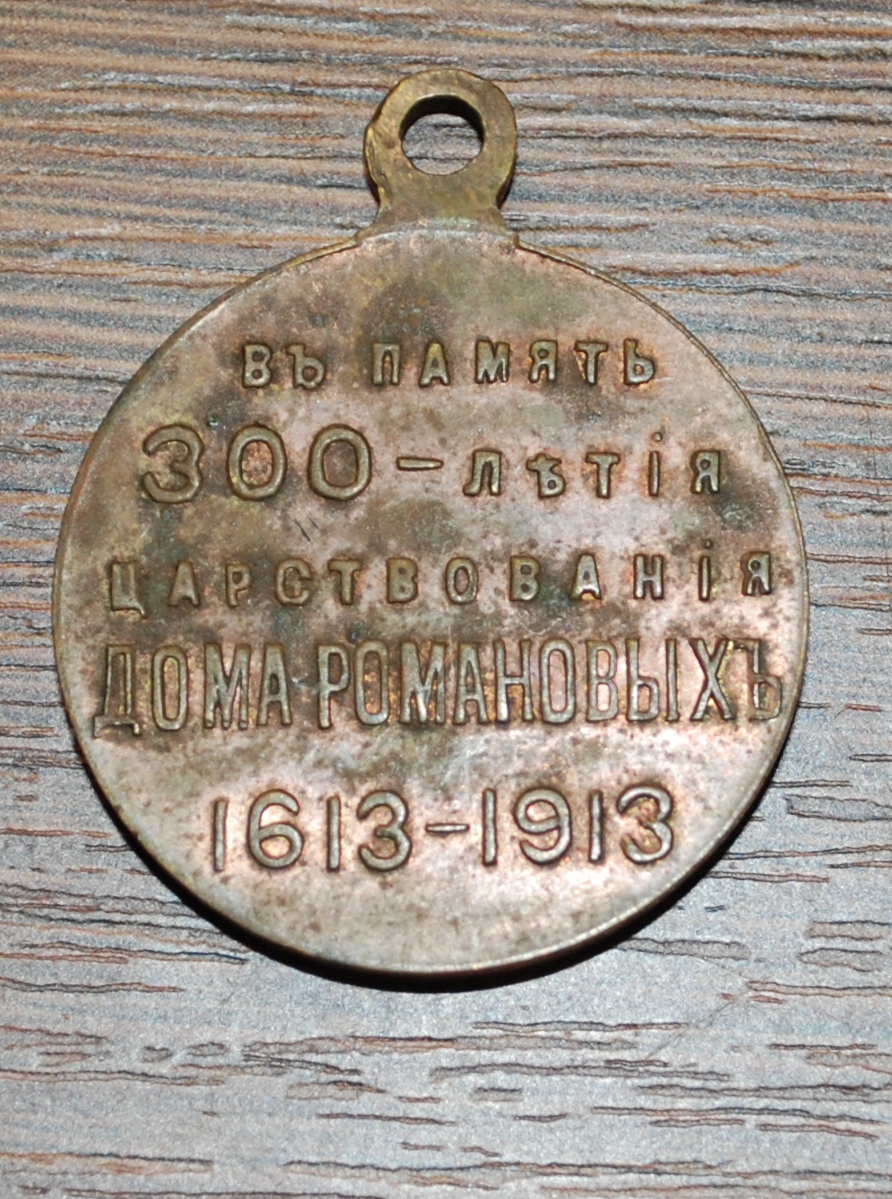 ВЪ ПАМЯТЬ
300-ЛѢТІЯ
ЦАРСТВОВАНІЯ
ДОМА РОМАНОВЫХЪ
1613-1913